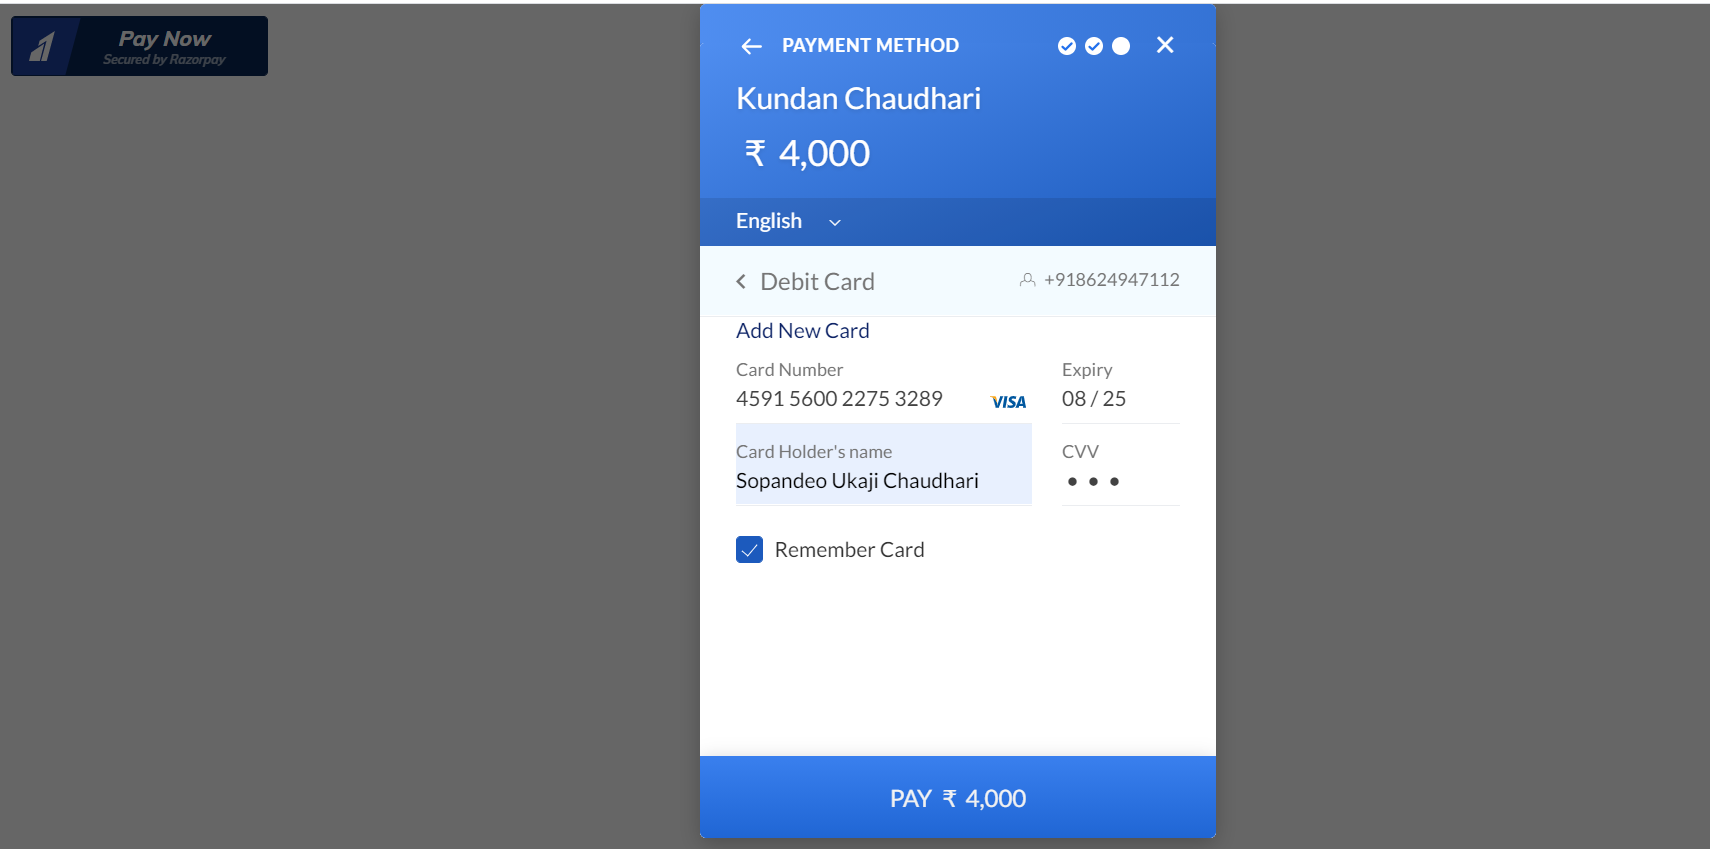 Pay Now
Secured by Razorpay
PAYMENT METHOD
Kundan Chaudhari
₹ 4,000
English
Debit Card
+918624947112
Add New Card
Card Number
Expiry
4591 5600 2275 3289
VISA
08 / 25
Card Holder's name
CVV
Sopandeo Ukaji Chaudhari
• • •
Remember Card
PAY ₹ 4,000